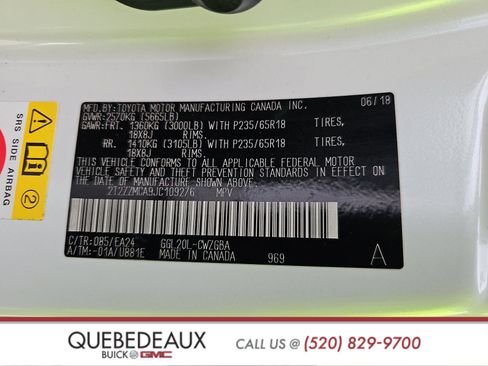 MFD. BY: TOYOTA MOTOR MANUFACTURING CANADA INC. 06/18
GVWR: 2570KG (5665LB)
GAWR: FRT. 1360KG (3000LB) WITH P235/65R18 TIRES,
18X8J RIMS,
RR. 1410KG (3105LB) WITH P235/65R18 TIRES,
18X8J RIMS.
THIS VEHICLE CONFORMS TO ALL APPLICABLE FEDERAL MOTOR
VEHICLE SAFETY AND THEFT PREVENTION STANDARDS IN EFFECT
ON THE DATE OF MANUFACTURE SHOWN ABOVE.
2T2ZZMCA9JC109276 MPV
C/TR: 085/EA24 GGL20L-CWZGBA A
A/TM: -01A/U881E MADE IN CANADA 969
SRS SIDE AIRBAG
2
QUEBEDEAUX
BUICK GMC
CALL US @ (520) 829-9700